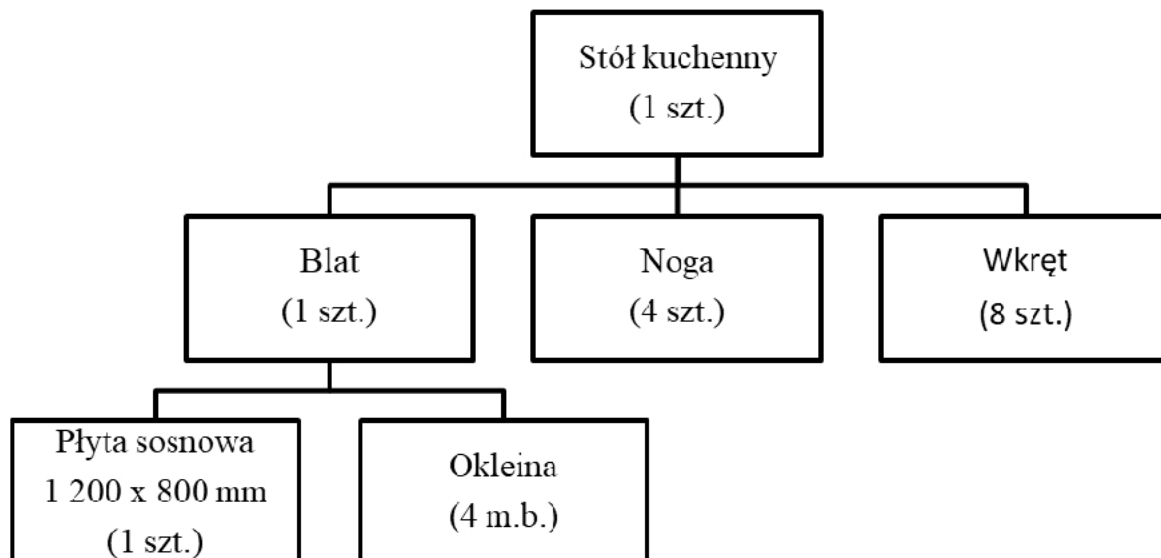 Stół kuchenny
(1 szt.)
Blat
(1 szt.)
Noga
(4 szt.)
Wkręt
(8 szt.)
Płyta sosnowa
1 200 x 800 mm
(1 szt.)
Okleina
(4 m.b.)